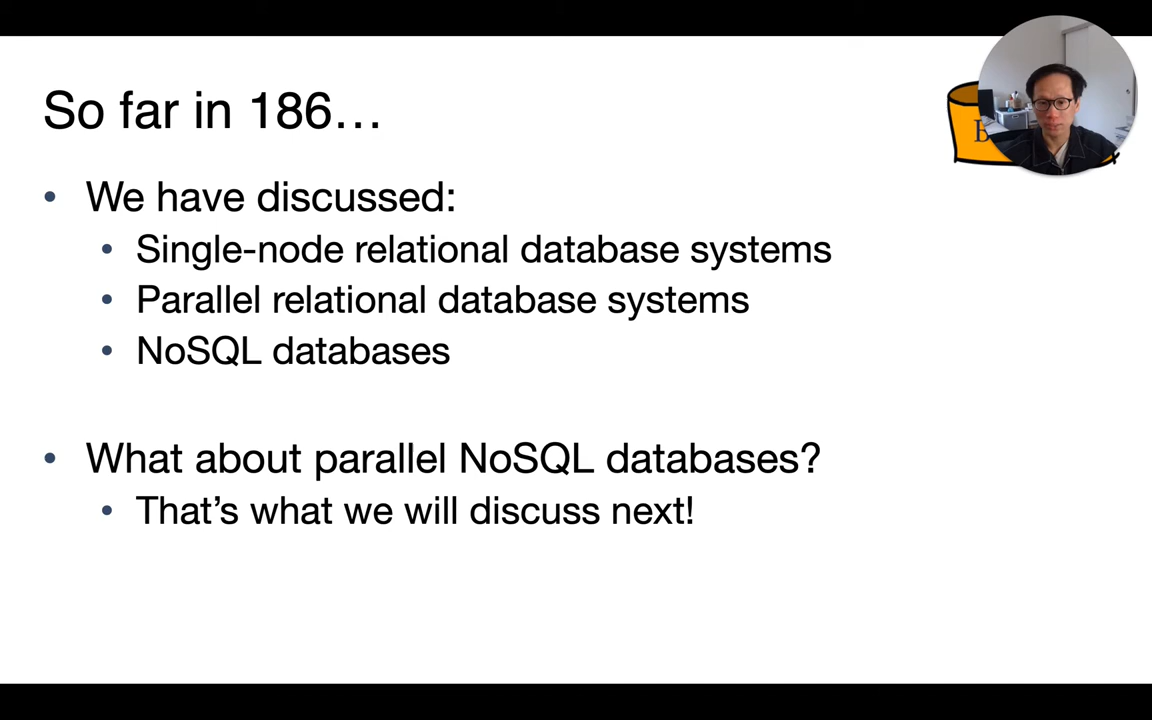 So far in 186…
• We have discussed:
• Single-node relational database systems
• Parallel relational database systems
• NoSQL databases
• What about parallel NoSQL databases?
• That's what we will discuss next!